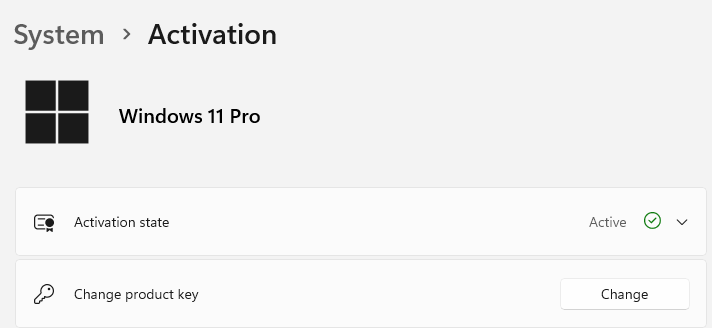 System > Activation
Windows 11 Pro
Activation state Active
Change product key Change